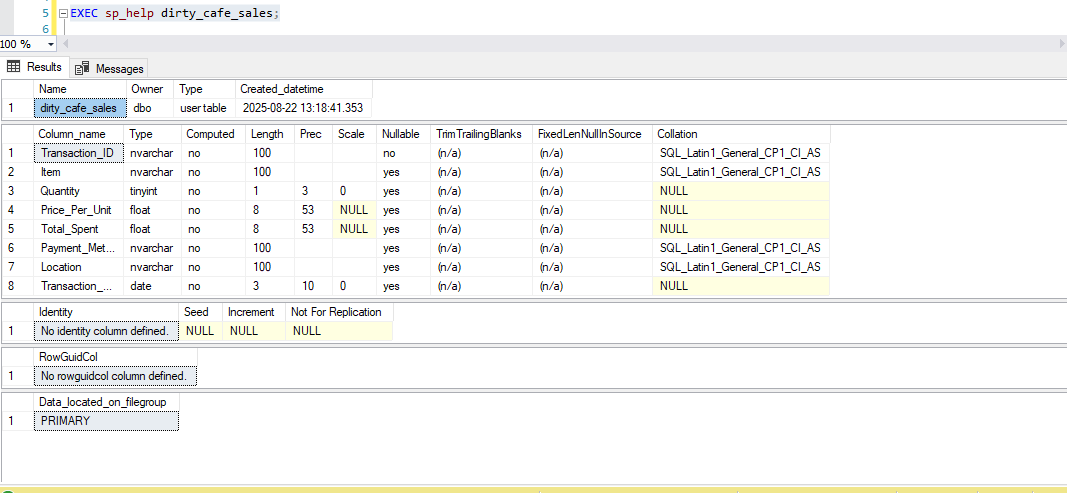 5 EXEC sp_help dirty_cafe_sales;
6
100 %
Results Messages
Name Owner Type Created_datetime
1 dirty_cafe_sales dbo user table 2025-08-22 13:18:41.353
Column_name Type Computed Length Prec Scale Nullable TrimTrailingBlanks FixedLenNullInSource Collation
1 Transaction_ID nvarchar no 100 no (n/a) (n/a) SQL_Latin1_General_CP1_CI_AS
2 Item nvarchar no 100 yes (n/a) (n/a) SQL_Latin1_General_CP1_CI_AS
3 Quantity tinyint no 1 3 0 yes (n/a) (n/a) NULL
4 Price_Per_Unit float no 8 53 NULL yes (n/a) (n/a) NULL
5 Total_Spent float no 8 53 NULL yes (n/a) (n/a) NULL
6 Payment_Met... nvarchar no 100 yes (n/a) (n/a) SQL_Latin1_General_CP1_CI_AS
7 Location nvarchar no 100 yes (n/a) (n/a) SQL_Latin1_General_CP1_CI_AS
8 Transaction_... date no 3 10 0 yes (n/a) (n/a) NULL
Identity Seed Increment Not For Replication
1 No identity column defined. NULL NULL NULL
RowGuidCol
1 No rowguidcol column defined.
Data_located_on_filegroup
1 PRIMARY